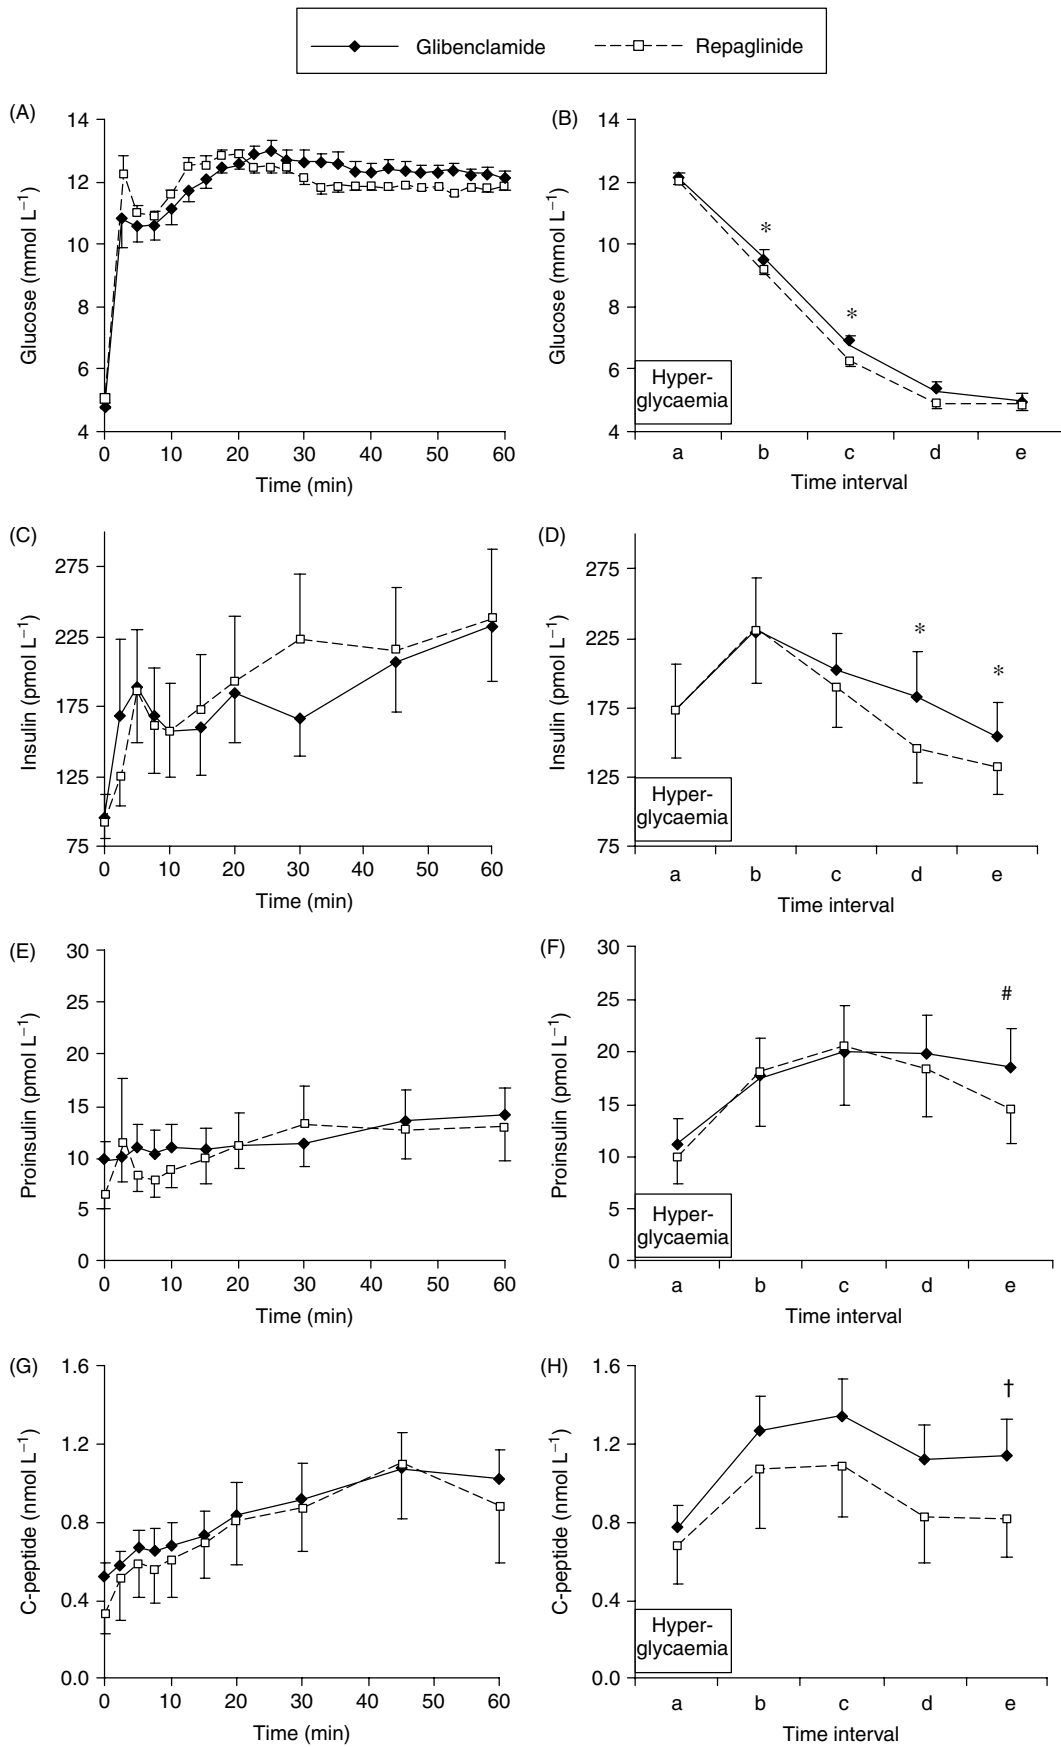 Glibenclamide
Repaglinide
(A)
14
12
10
8
6
4
Glucose (mmol L−1)
0 10 20 30 40 50 60
Time (min)
(B)
14
12
10
8
6
4
Glucose (mmol L−1)
*
*
Hyper-
glycaemia
a b c d e
Time interval
(C)
275
225
175
125
75
Insulin (pmol L−1)
0 10 20 30 40 50 60
Time (min)
(D)
275
225
175
125
75
Insulin (pmol L−1)
*
*
Hyper-
glycaemia
a b c d e
Time interval
(E)
30
25
20
15
10
5
0
Proinsulin (pmol L−1)
0 10 20 30 40 50 60
Time (min)
(F)
30
25
20
15
10
5
0
Proinsulin (pmol L−1)
#
Hyper-
glycaemia
a b c d e
Time interval
(G)
1.6
1.2
0.8
0.4
0.0
C-peptide (nmol L−1)
0 10 20 30 40 50 60
Time (min)
(H)
1.6
1.2
0.8
0.4
0.0
C-peptide (nmol L−1)
†
Hyper-
glycaemia
a b c d e
Time interval